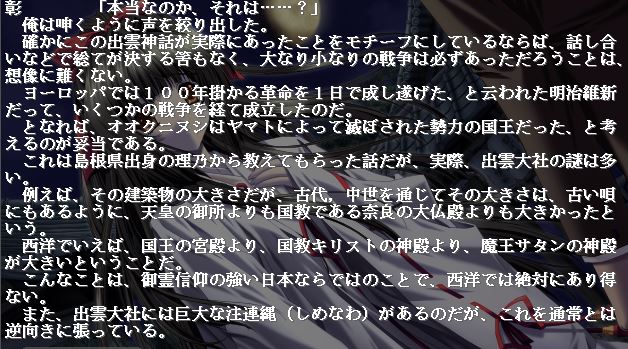 彰　　　「本当なのか、それは……？」
　俺は呻くように声を絞り出した。
　確かにこの出雲神話が実際にあったことをモチーフにしているならば、話し合
いなどで総てが決する筈もなく、大なり小なりの戦争は必ずあっただろうことは、
想像に難くない。
　ヨーロッパでは１００年掛かる革命を１日で成し遂げた、と云われた明治維新
だって、いくつかの戦争を経て成立したのだ。
　となれば、オオクニヌシはヤマトによって滅ぼされた勢力の国王だった、と考
えるのが妥当である。
　これは島根県出身の理乃から教えてもらった話だが、実際、出雲大社の謎は多
い。
　例えば、その建築物の大きさだが、古代，中世を通じてその大きさは、古い唄
にもあるように、天皇の御所よりも国教である奈良の大仏殿よりも大きかったと
いう。
　西洋でいえば、国王の宮殿より、国教キリストの神殿より、魔王サタンの神殿
が大きいということだ。
　こんなことは、御霊信仰の強い日本ならではのことで、西洋では絶対にあり得
ない。
　また、出雲大社には巨大な注連縄（しめなわ）があるのだが、これを通常とは
逆向きに張っている。